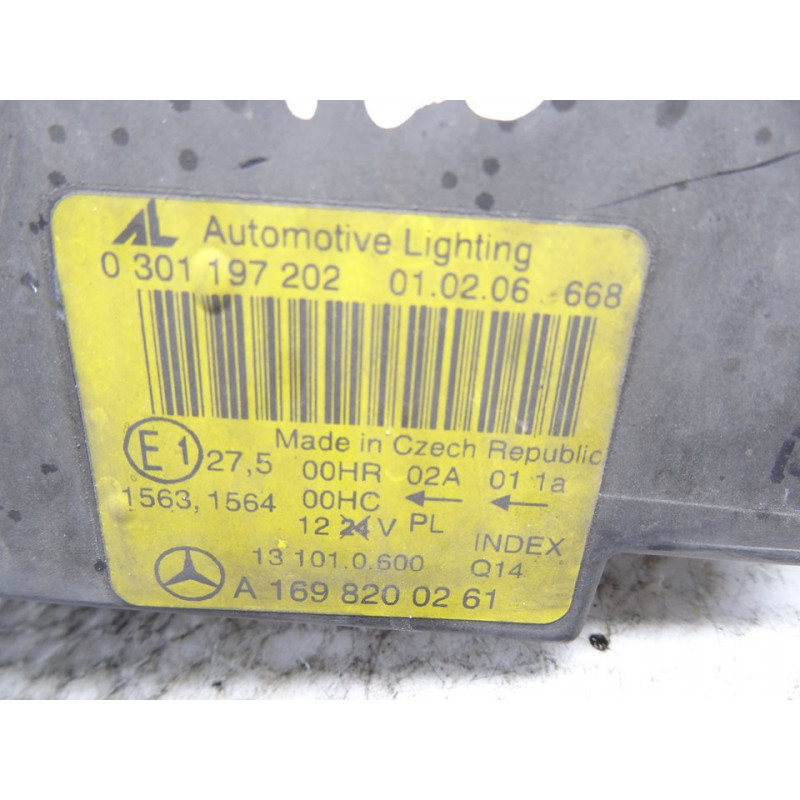 AL Automotive Lighting
0 301 197 202 01.02.06 668
Made in Czech Republic
E1 27,5 00HR 02A 01 1a
1563, 1564 00HC ← ←
12 24 V PL
13 101.0.600 INDEX Q14
A 169 820 02 61